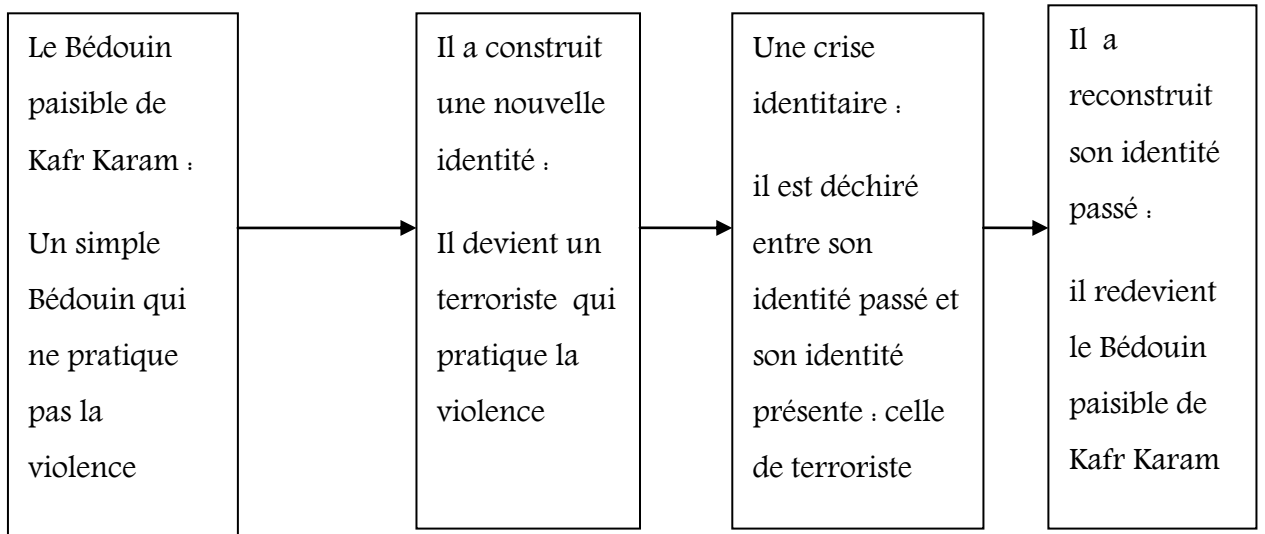 Le Bédouin
paisible de
Kafr Karam :
Un simple
Bédouin qui
ne pratique
pas la
violence
Il a construit
une nouvelle
identité :
Il devient un
terroriste qui
pratique la
violence
Une crise
identitaire :
il est déchiré
entre son
identité passé et
son identité
présente : celle
de terroriste
Il a
reconstruit
son identité
passé :
il redevient
le Bédouin
paisible de
Kafr Karam